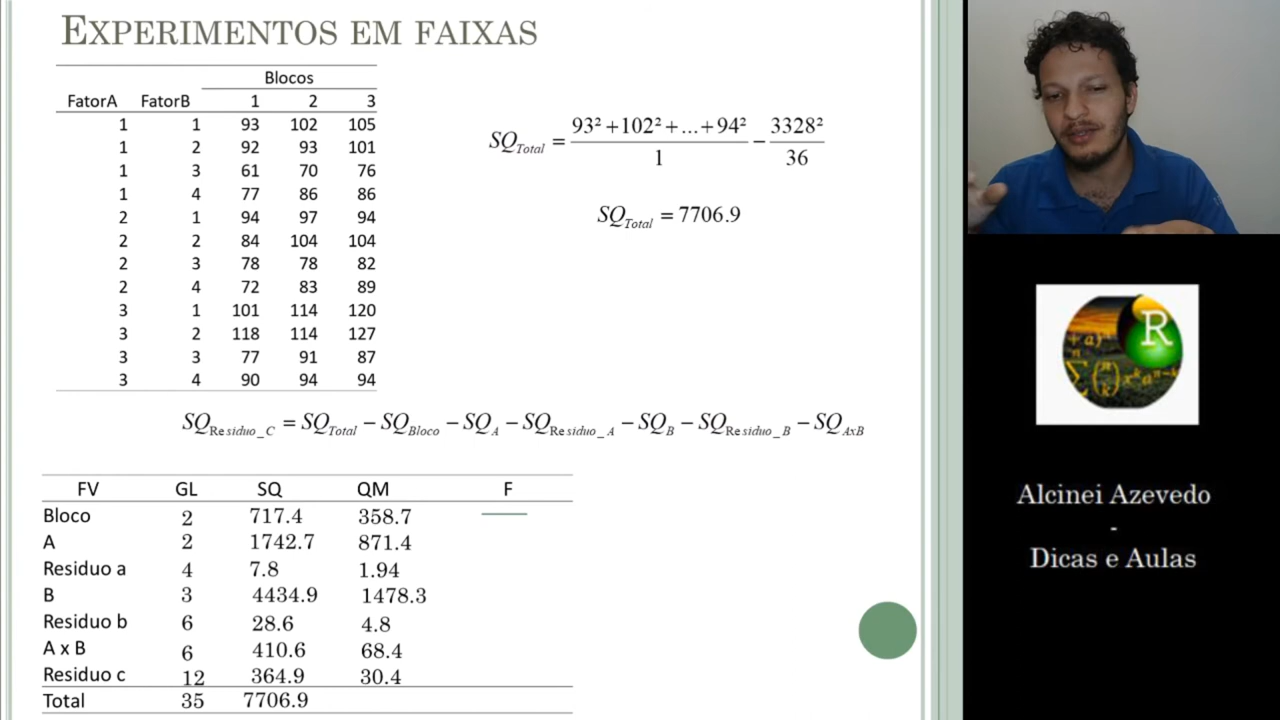 EXPERIMENTOS EM FAIXAS
Blocos
FatorA FatorB 1 2 3
1 1 93 102 105
1 2 92 93 101
1 3 61 70 76
1 4 77 86 86
2 1 94 97 94
2 2 84 104 104
2 3 78 78 82
2 4 72 83 89
3 1 101 114 120
3 2 118 114 127
3 3 77 91 87
3 4 90 94 94
SQ_Total = (93² +102² +...+94²)/1 − 3328²/36
SQ_Total = 7706.9
SQ_Residuo_C = SQ_Total − SQ_Bloco − SQ_A − SQ_Residuo_A − SQ_B − SQ_Residuo_B − SQ_AxB
FV GL SQ QM F
Bloco 2 717.4 358.7
A 2 1742.7 871.4
Residuo a 4 7.8 1.94
B 3 4434.9 1478.3
Residuo b 6 28.6 4.8
A x B 6 410.6 68.4
Residuo c 12 364.9 30.4
Total 35 7706.9
R
Alcinei Azevedo
-
Dicas e Aulas